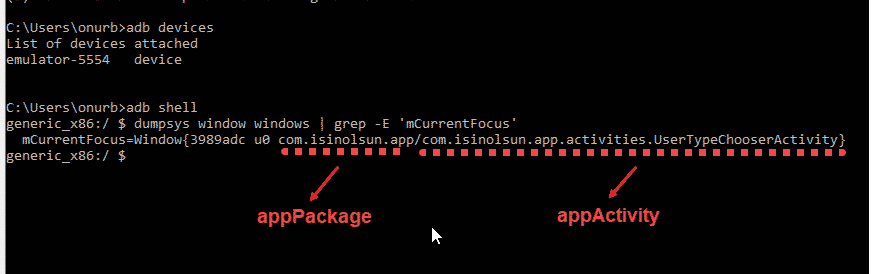 C:\Users\onurb>adb devices
List of devices attached
emulator-5554   device
C:\Users\onurb>adb shell
generic_x86:/ $ dumpsys window windows | grep -E 'mCurrentFocus'
  mCurrentFocus=Window{3989adc u0 com.isinolsun.app/com.isinolsun.app.activities.UserTypeChooserActivity}
generic_x86:/ $
appPackage
appActivity